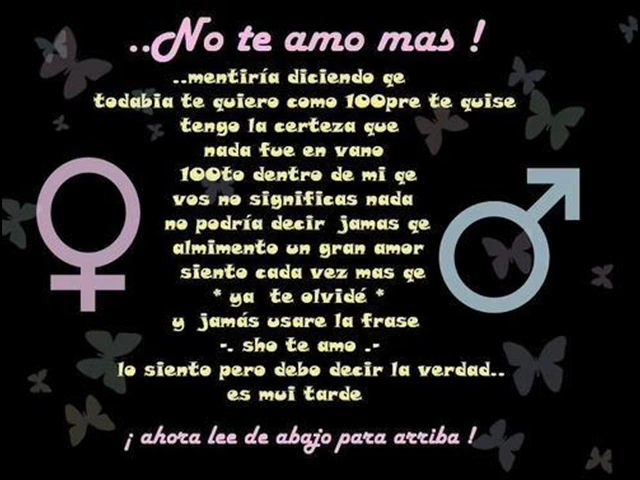 ..No te amo mas !
..mentiría diciendo qe
todabia te quiero como 100pre te quise
tengo la certeza que
nada fue en vano
100to dentro de mi qe
vos no significas nada
no podría decir jamas qe
almimento un gran amor
siento cada vez mas qe
* ya te olvidé *
y jamás usare la frase
-. sho te amo .-
lo siento pero debo decir la verdad..
es mui tarde
¡ ahora lee de abajo para arriba !